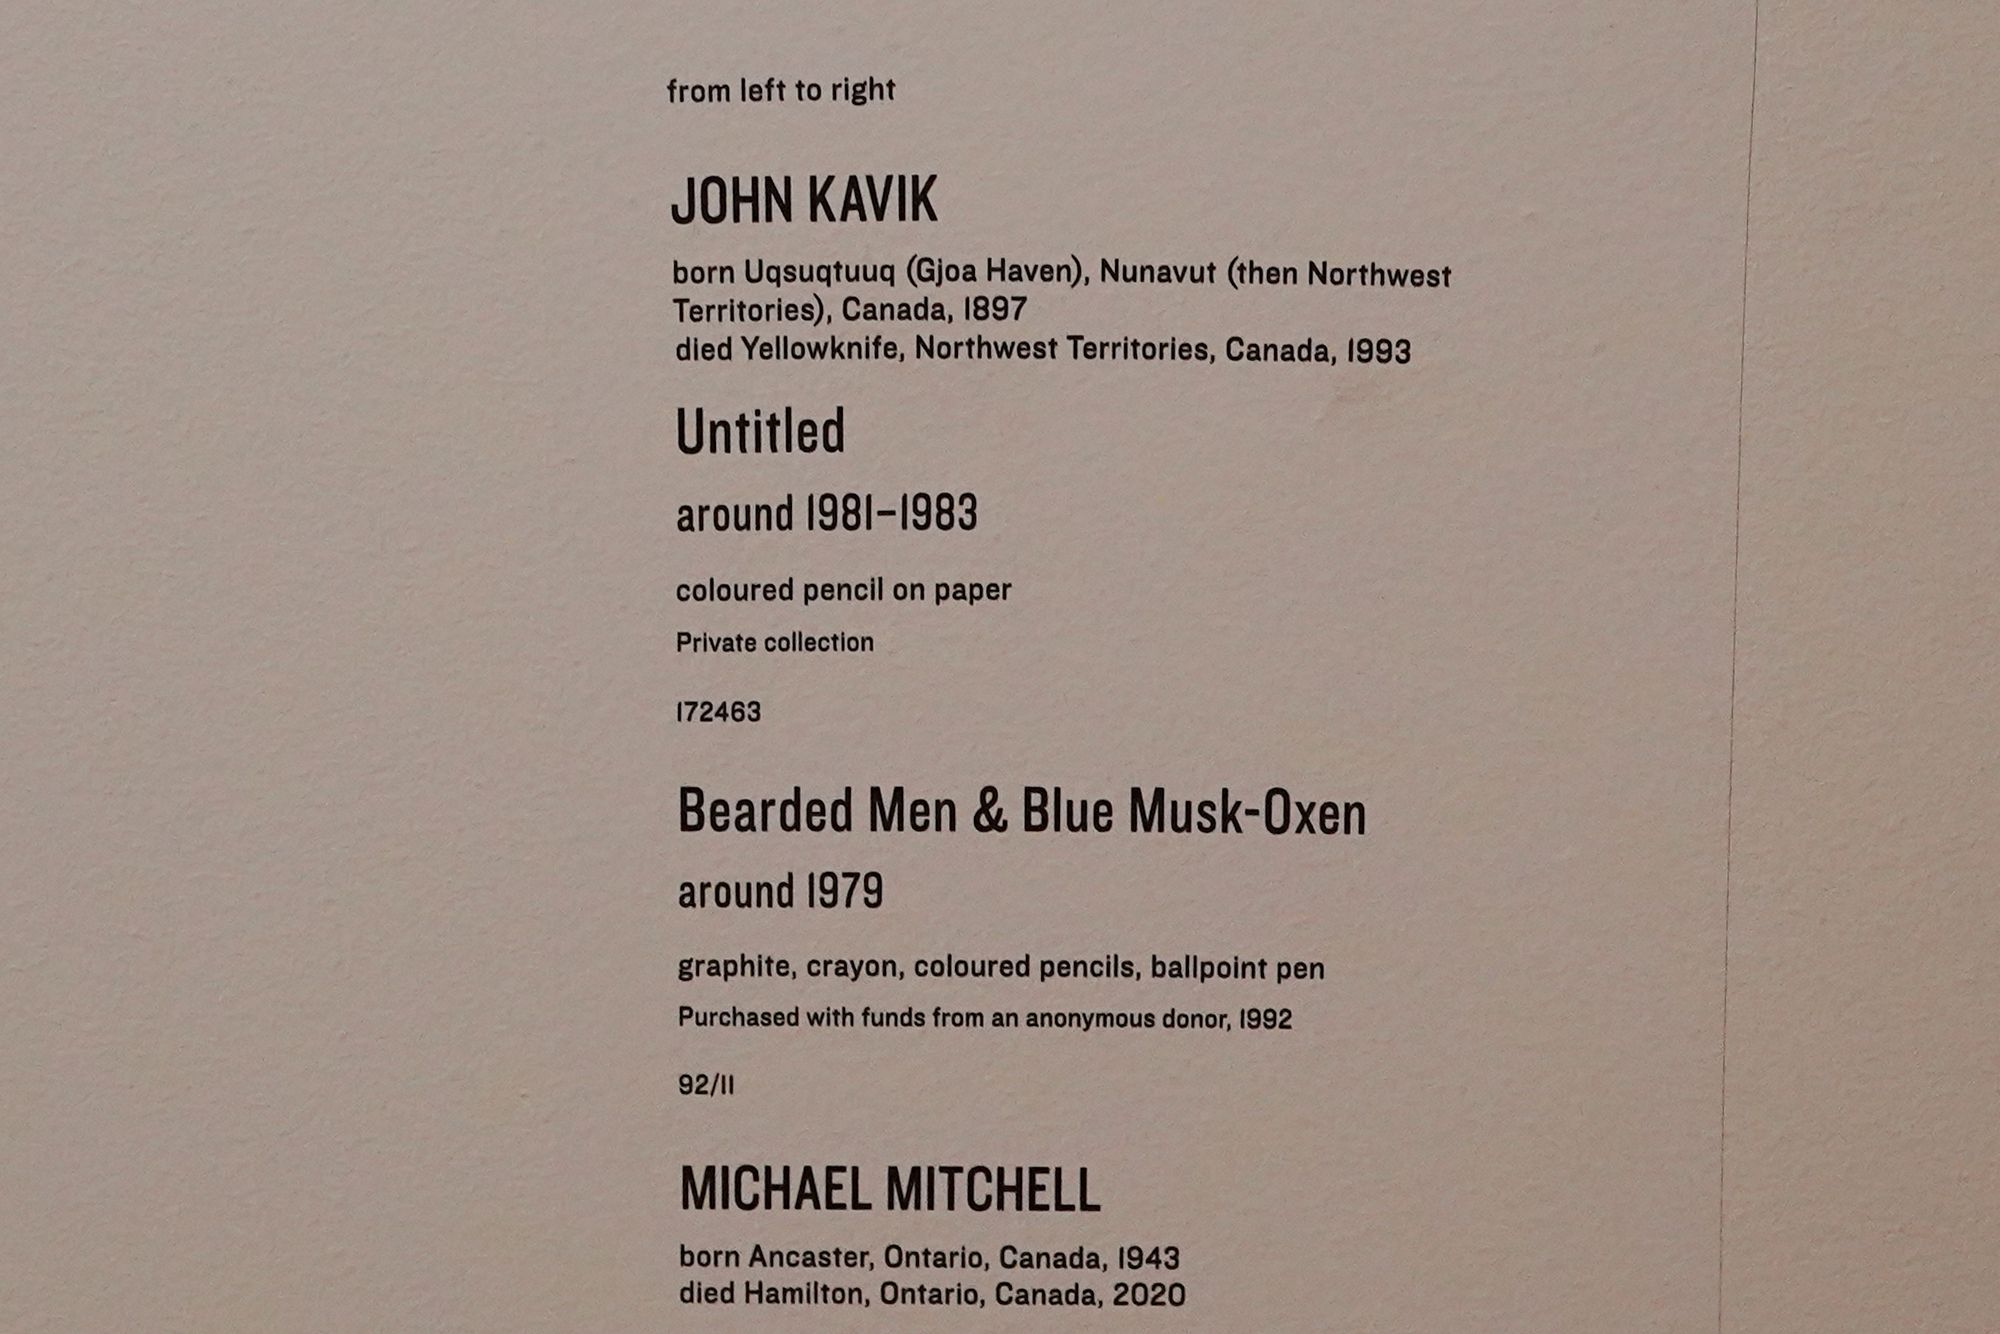 from left to right
JOHN KAVIK
born Uqsuqtuuq (Gjoa Haven), Nunavut (then Northwest
Territories), Canada, 1897
died Yellowknife, Northwest Territories, Canada, 1993
Untitled
around 1981–1983
coloured pencil on paper
Private collection
172463
Bearded Men & Blue Musk-Oxen
around 1979
graphite, crayon, coloured pencils, ballpoint pen
Purchased with funds from an anonymous donor, 1992
92/11
MICHAEL MITCHELL
born Ancaster, Ontario, Canada, 1943
died Hamilton, Ontario, Canada, 2020